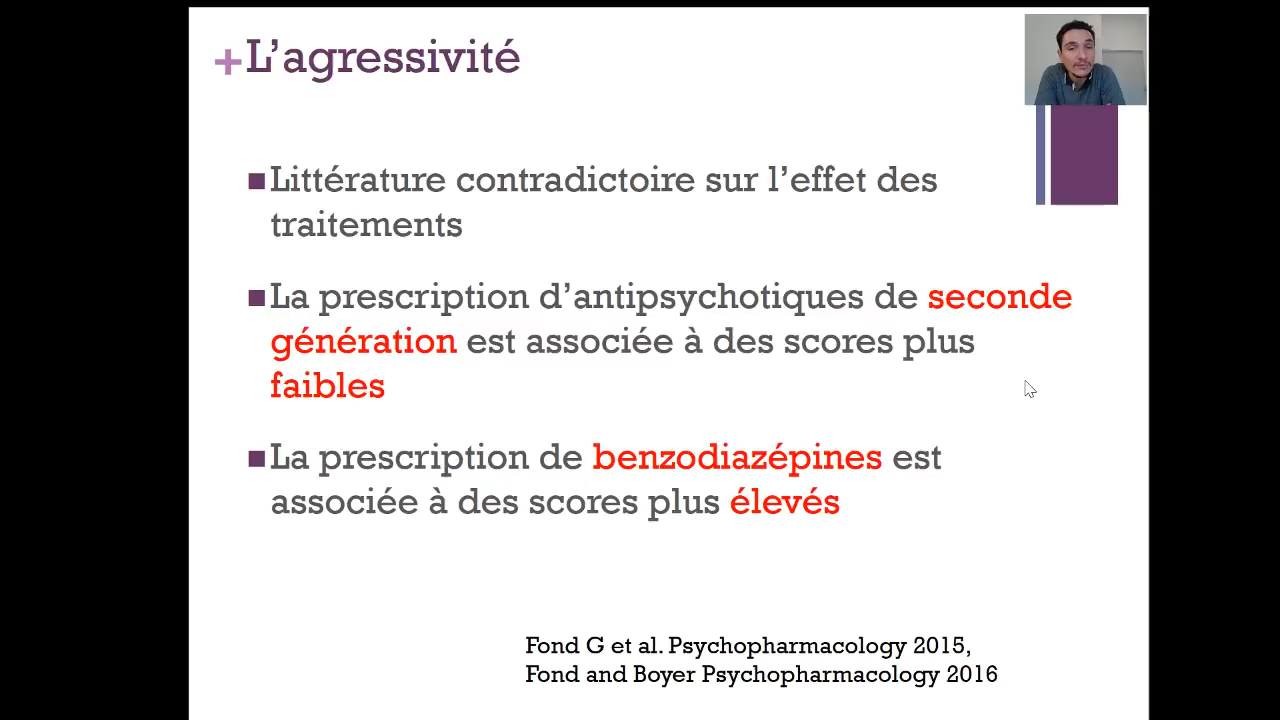 +L’agressivité
Littérature contradictoire sur l’effet des
traitements
La prescription d’antipsychotiques de seconde
génération est associée à des scores plus
faibles
La prescription de benzodiazépines est
associée à des scores plus élevés
Fond G et al. Psychopharmacology 2015,
Fond and Boyer Psychopharmacology 2016